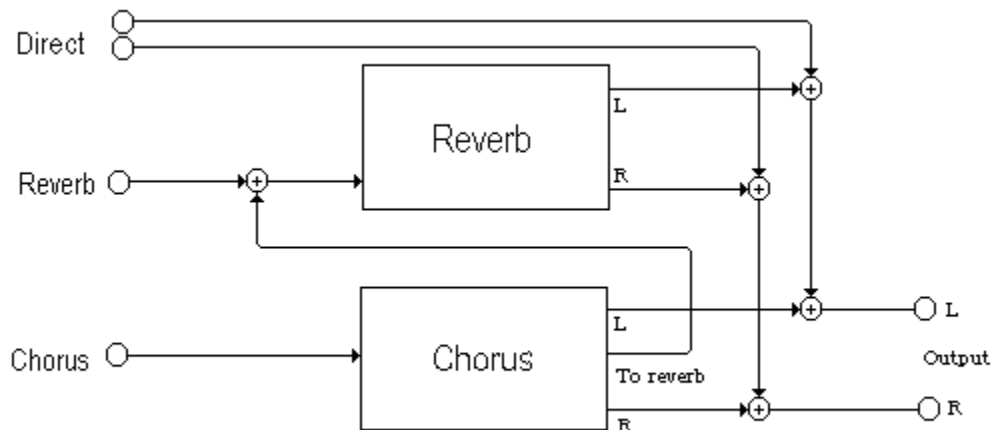 Direct
L
Reverb
R
Reverb
+
+
+
L
+
L
Chorus
Chorus
To reverb
Output
R
+
R